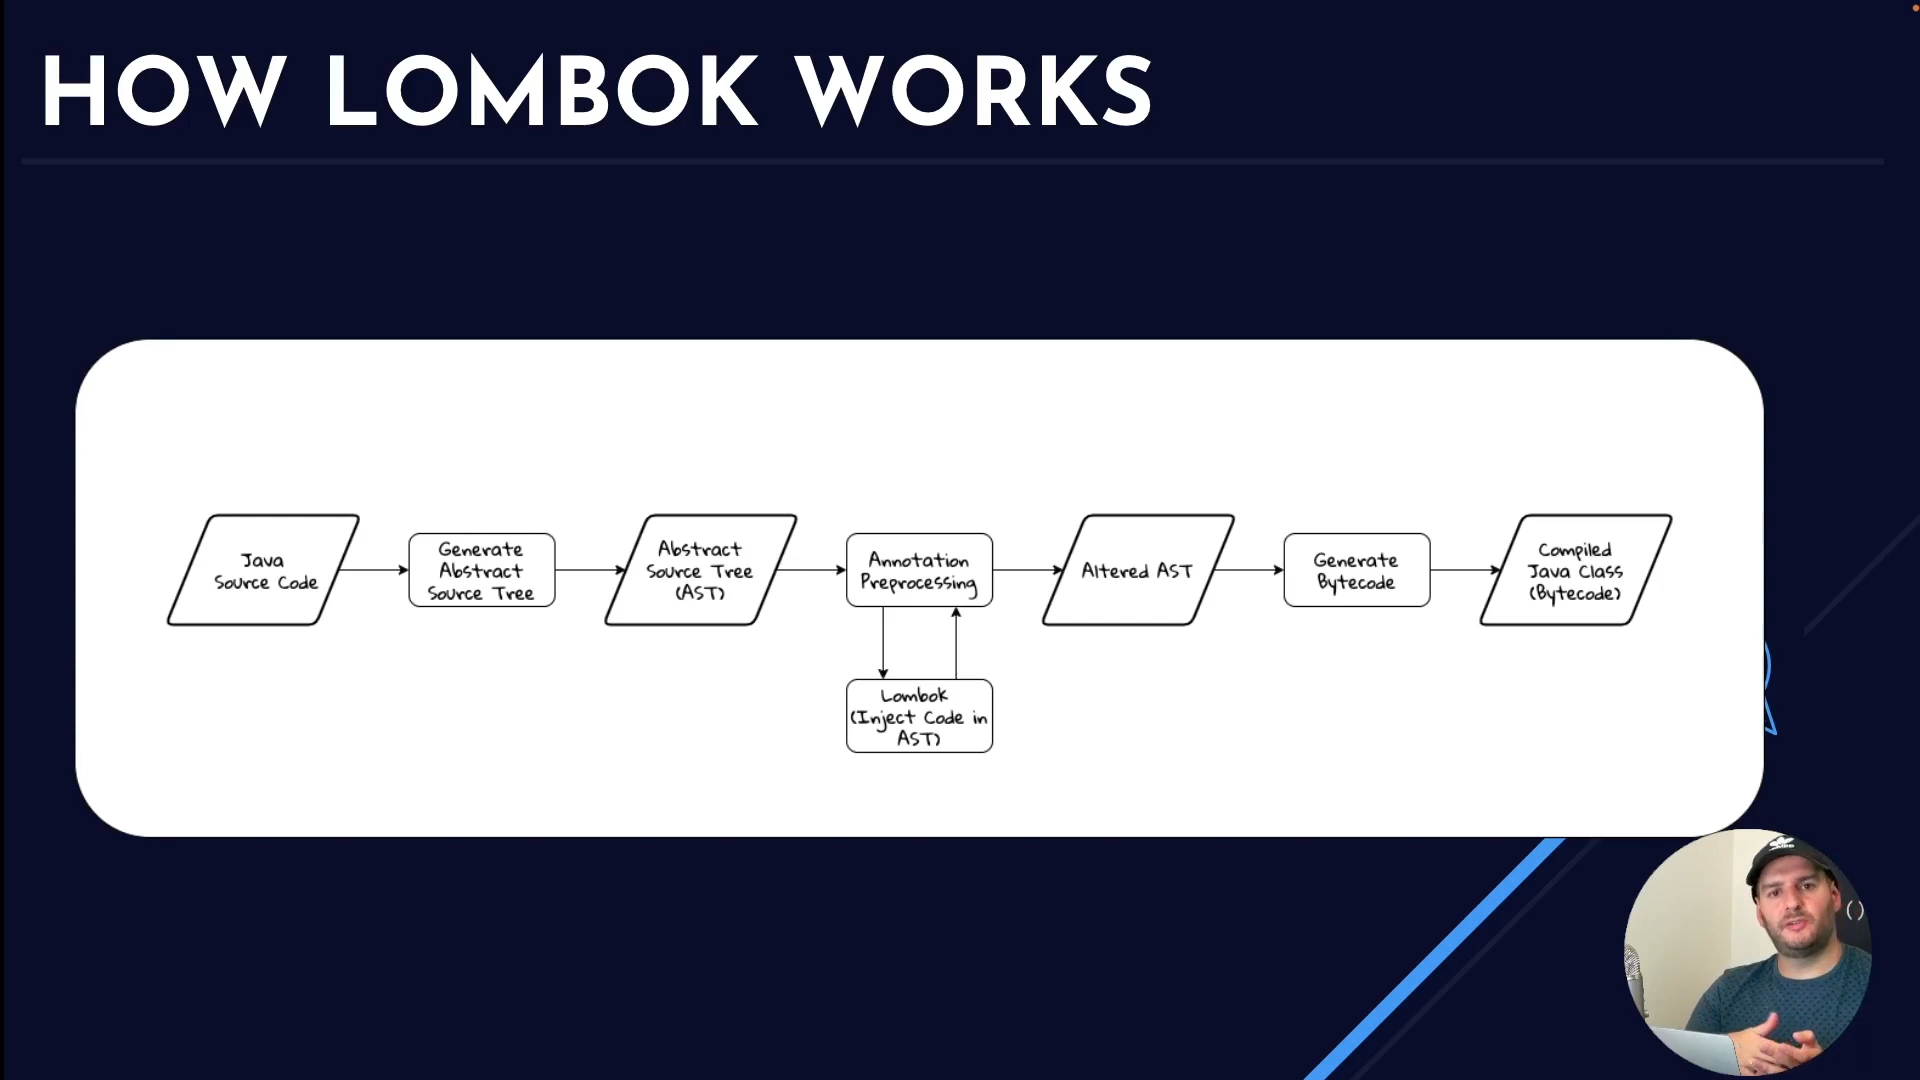 HOW LOMBOK WORKS
Java
Source Code
Generate
Abstract
Source Tree
Abstract
Source Tree
(AST)
Annotation
Preprocessing
Lombok
(Inject Code in
AST)
Altered AST
Generate
Bytecode
Compiled
Java Class
(Bytecode)
()